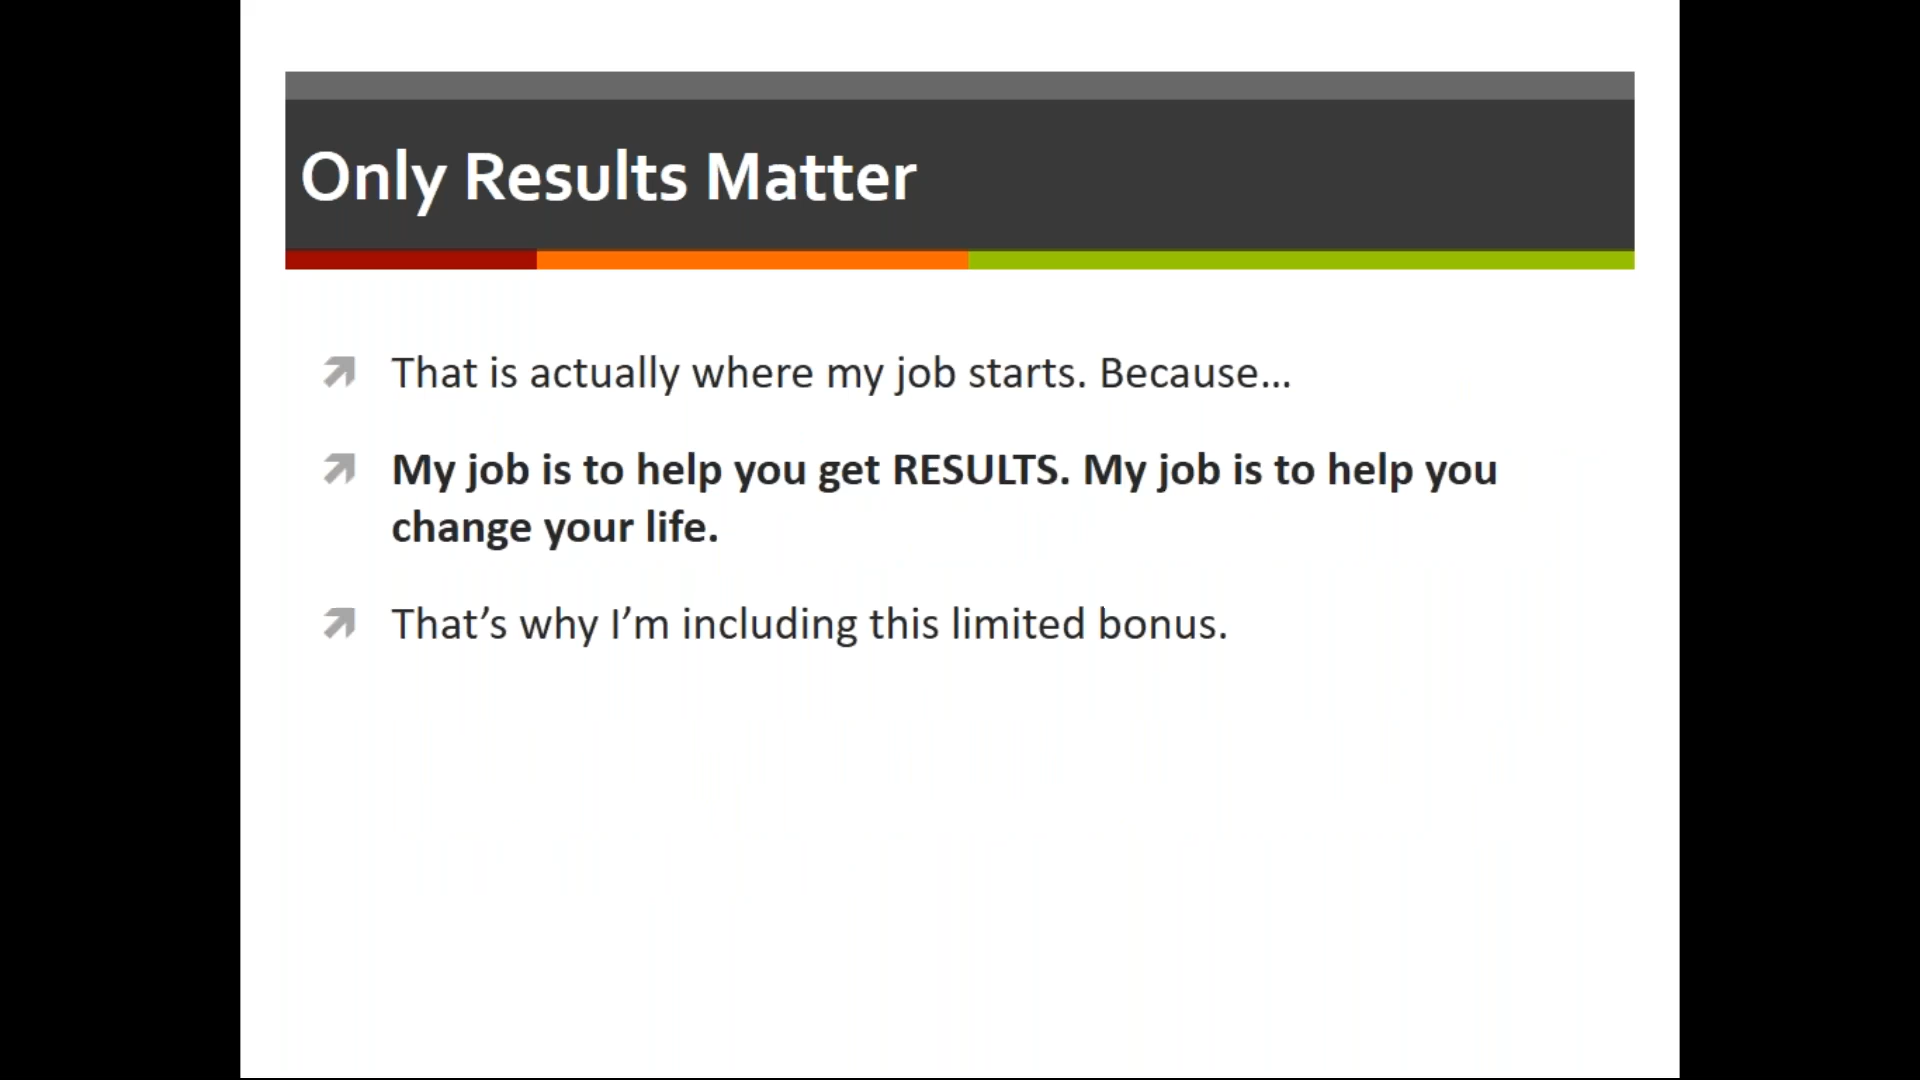 Only Results Matter
That is actually where my job starts. Because...
My job is to help you get RESULTS. My job is to help you
change your life.
That’s why I’m including this limited bonus.